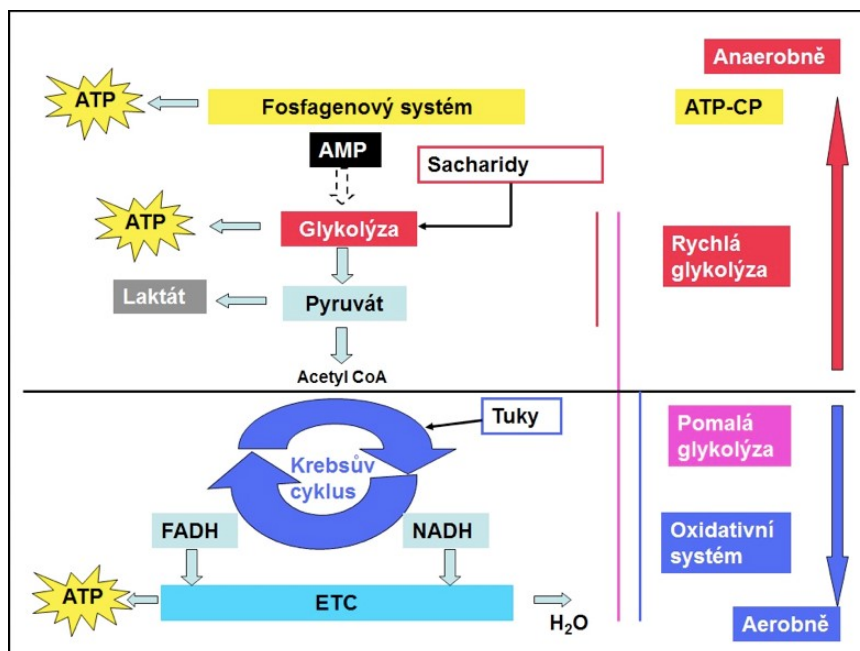 Anaerobně
ATP
Fosfagenový systém
ATP-CP
AMP
Sacharidy
ATP
Glykolýza
Rychlá
glykolýza
Laktát
Pyruvát
Acetyl CoA
Tuky
Pomalá
glykolýza
Krebsův
cyklus
FADH
NADH
Oxidativní
systém
ATP
ETC
H₂O
Aerobně